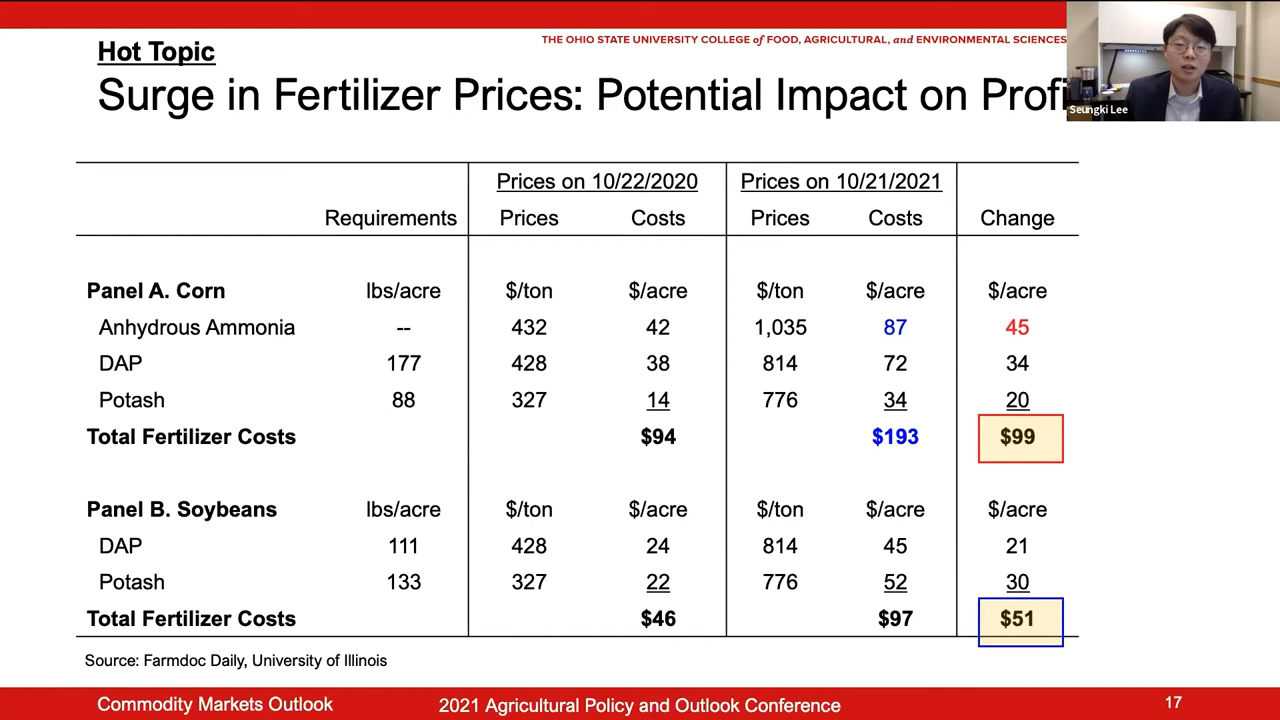 THE OHIO STATE UNIVERSITY COLLEGE of FOOD, AGRICULTURAL, and ENVIRONMENTAL SCIENCES
Hot Topic
Surge in Fertilizer Prices: Potential Impact on Profi
Seungki Lee
Prices on 10/22/2020 Prices on 10/21/2021
Requirements Prices Costs Prices Costs Change
Panel A. Corn lbs/acre $/ton $/acre $/ton $/acre $/acre
Anhydrous Ammonia -- 432 42 1,035 87 45
DAP 177 428 38 814 72 34
Potash 88 327 14 776 34 20
Total Fertilizer Costs $94 $193 $99
Panel B. Soybeans lbs/acre $/ton $/acre $/ton $/acre $/acre
DAP 111 428 24 814 45 21
Potash 133 327 22 776 52 30
Total Fertilizer Costs $46 $97 $51
Source: Farmdoc Daily, University of Illinois
Commodity Markets Outlook 2021 Agricultural Policy and Outlook Conference 17